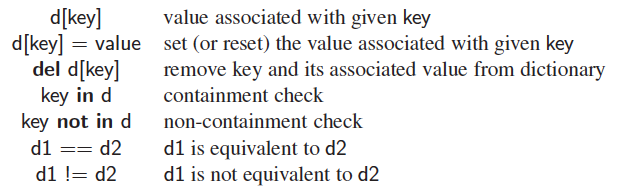 d[key] value associated with given key
d[key] = value set (or reset) the value associated with given key
del d[key] remove key and its associated value from dictionary
key in d containment check
key not in d non-containment check
d1 == d2 d1 is equivalent to d2
d1 != d2 d1 is not equivalent to d2